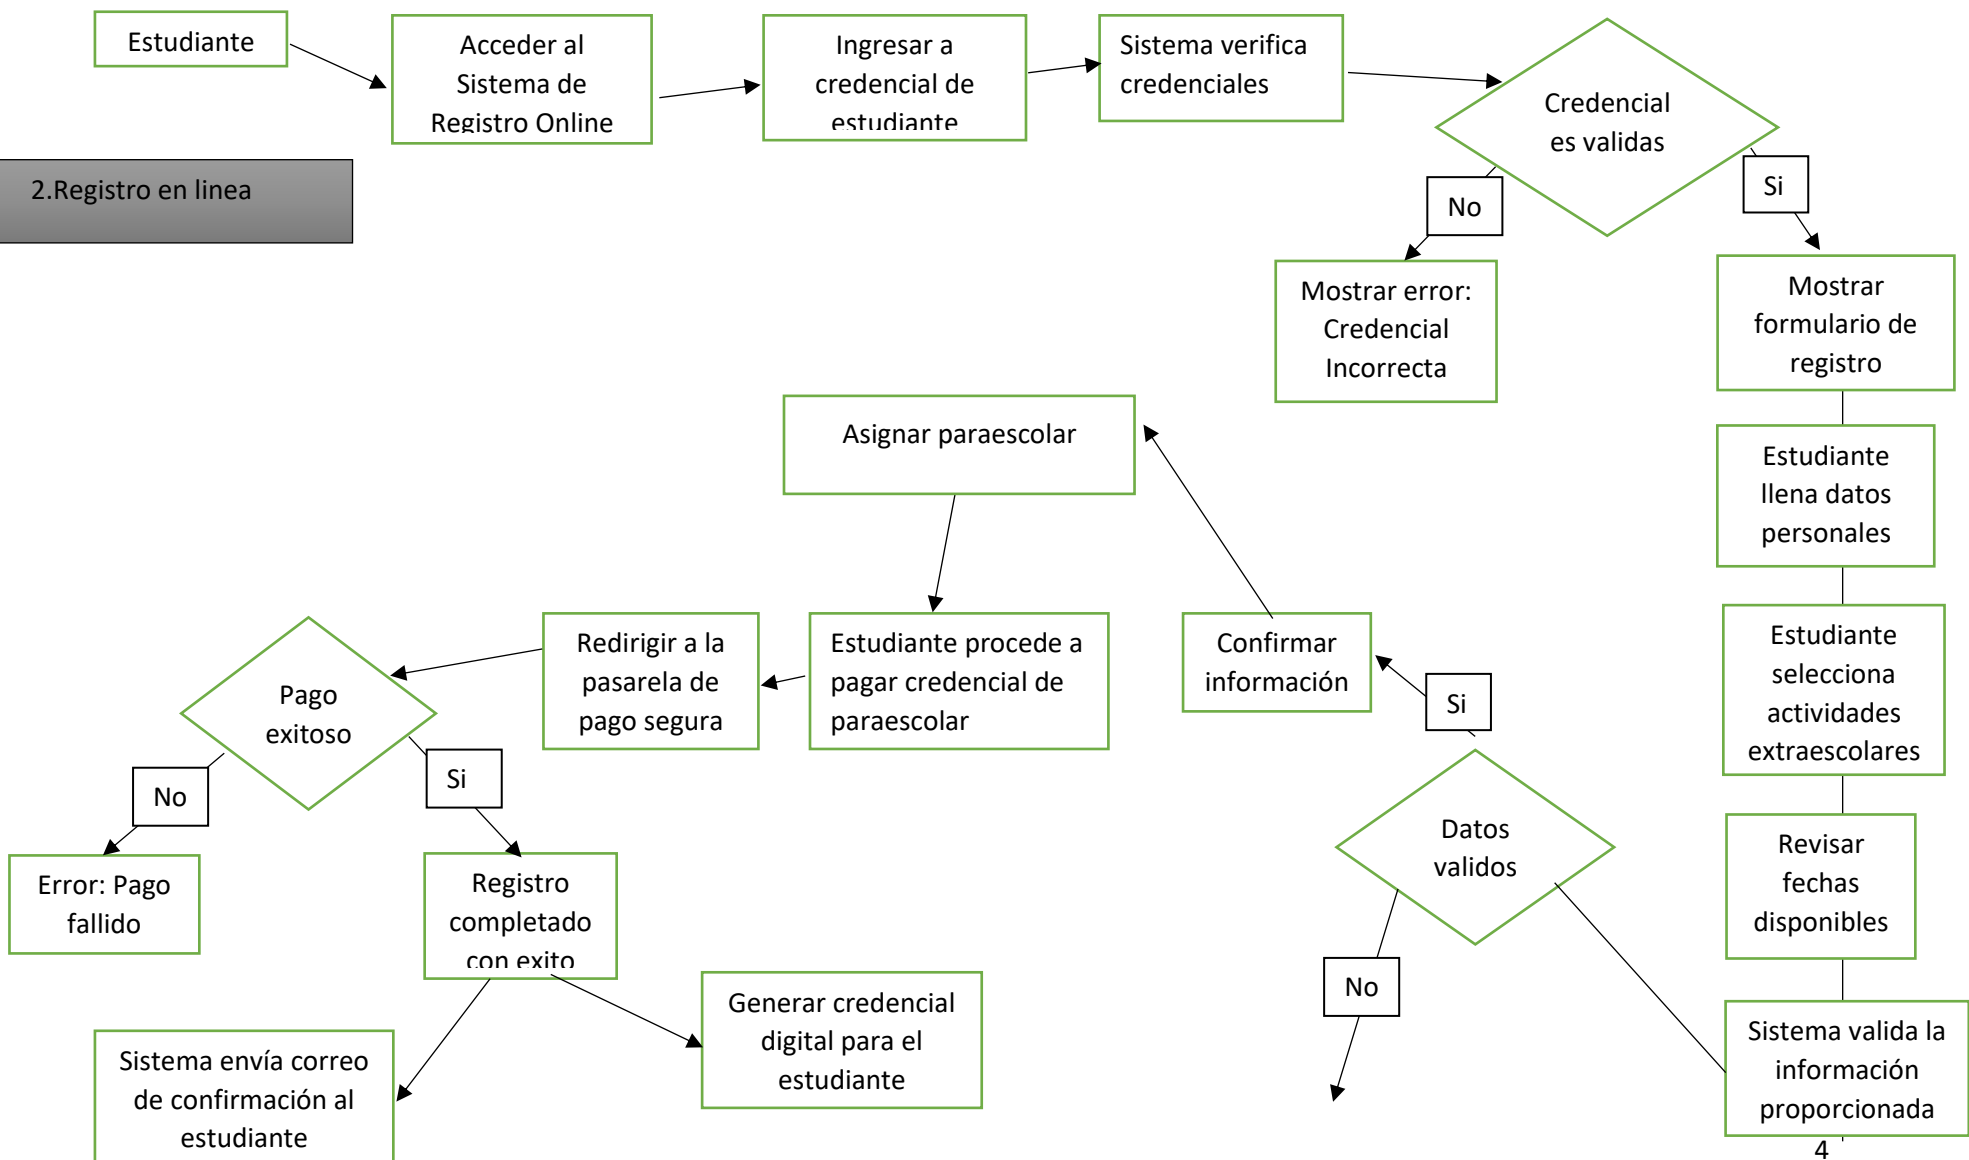 Estudiante
Acceder al
Sistema de
Registro Online
Ingresar a
credencial de
estudiante
Sistema verifica
credenciales
Credencial
es validas
2.Registro en linea
No
Si
Mostrar error:
Credencial
Incorrecta
Mostrar
formulario de
registro
Asignar paraescolar
Estudiante
llena datos
personales
Estudiante
selecciona
actividades
extraescolares
Confirmar
información
Estudiante procede a
pagar credencial de
paraescolar
Redirigir a la
pasarela de
pago segura
Pago
exitoso
Si
No
Si
Datos
validos
Revisar
fechas
disponibles
Error: Pago
fallido
Registro
completado
con exito
No
Generar credencial
digital para el
estudiante
Sistema envía correo
de confirmación al
estudiante
Sistema valida la
información
proporcionada
4